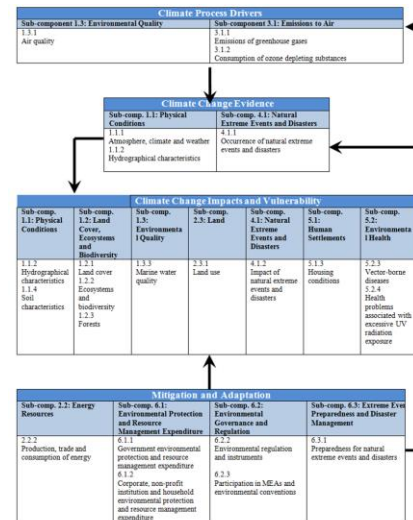 Climate Process Drivers
Sub-component 1.3: Environmental Quality
1.3.1
Air quality
Sub-component 3.1: Emissions to Air
3.1.1
Emissions of greenhouse gases
3.1.2
Consumption of ozone depleting substances
Climate Change Evidence
Sub-comp. 1.1: Physical
Conditions
1.1.1
Atmosphere, climate and weather
1.1.2
Hydrographical characteristics
Sub-comp. 4.1: Natural
Extreme Events and Disasters
4.1.1
Occurrence of natural extreme
events and disasters
Climate Change Impacts and Vulnerability
Sub-comp.
1.1: Physical
Conditions
1.1.2
Hydrographical
characteristics
1.1.4
Soil
characteristics
Sub-comp.
1.2: Land
Cover,
Ecosystems
and
Biodiversity
1.2.1
Land cover
1.2.2
Ecosystems
and
biodiversity
1.2.3
Forests
Sub-comp.
1.3:
Environmenta
l Quality
1.3.3
Marine water
quality
Sub-comp.
2.3: Land
2.3.1
Land use
Sub-comp.
4.1: Natural
Extreme
Events and
Disasters
4.1.2
Impact of
natural extreme
events and
disasters
Sub-comp.
5.1:
Human
Settlements
5.1.3
Housing
conditions
Sub-comp.
5.2:
Environmenta
l Health
5.2.3
Vector-borne
diseases
5.2.4
Health
problems
associated with
excessive UV
radiation
exposure
Mitigation and Adaptation
Sub-comp. 2.2: Energy
Resources
2.2.2
Production, trade and
consumption of energy
Sub-comp. 6.1:
Environmental Protection
and Resource
Management Expenditure
6.1.1
Government environmental
protection and resource
management expenditure
6.1.2
Corporate, non-profit
institution and household
environmental protection
and resource management
expenditure
Sub-comp. 6.2:
Environmental
Governance and
Regulation
6.2.2
Environmental regulation
and instruments
6.2.3
Participation in MEAs and
environmental conventions
Sub-comp. 6.3: Extreme Even
Preparedness and Disaster
Management
6.3.1
Preparedness for natural
extreme events and disasters